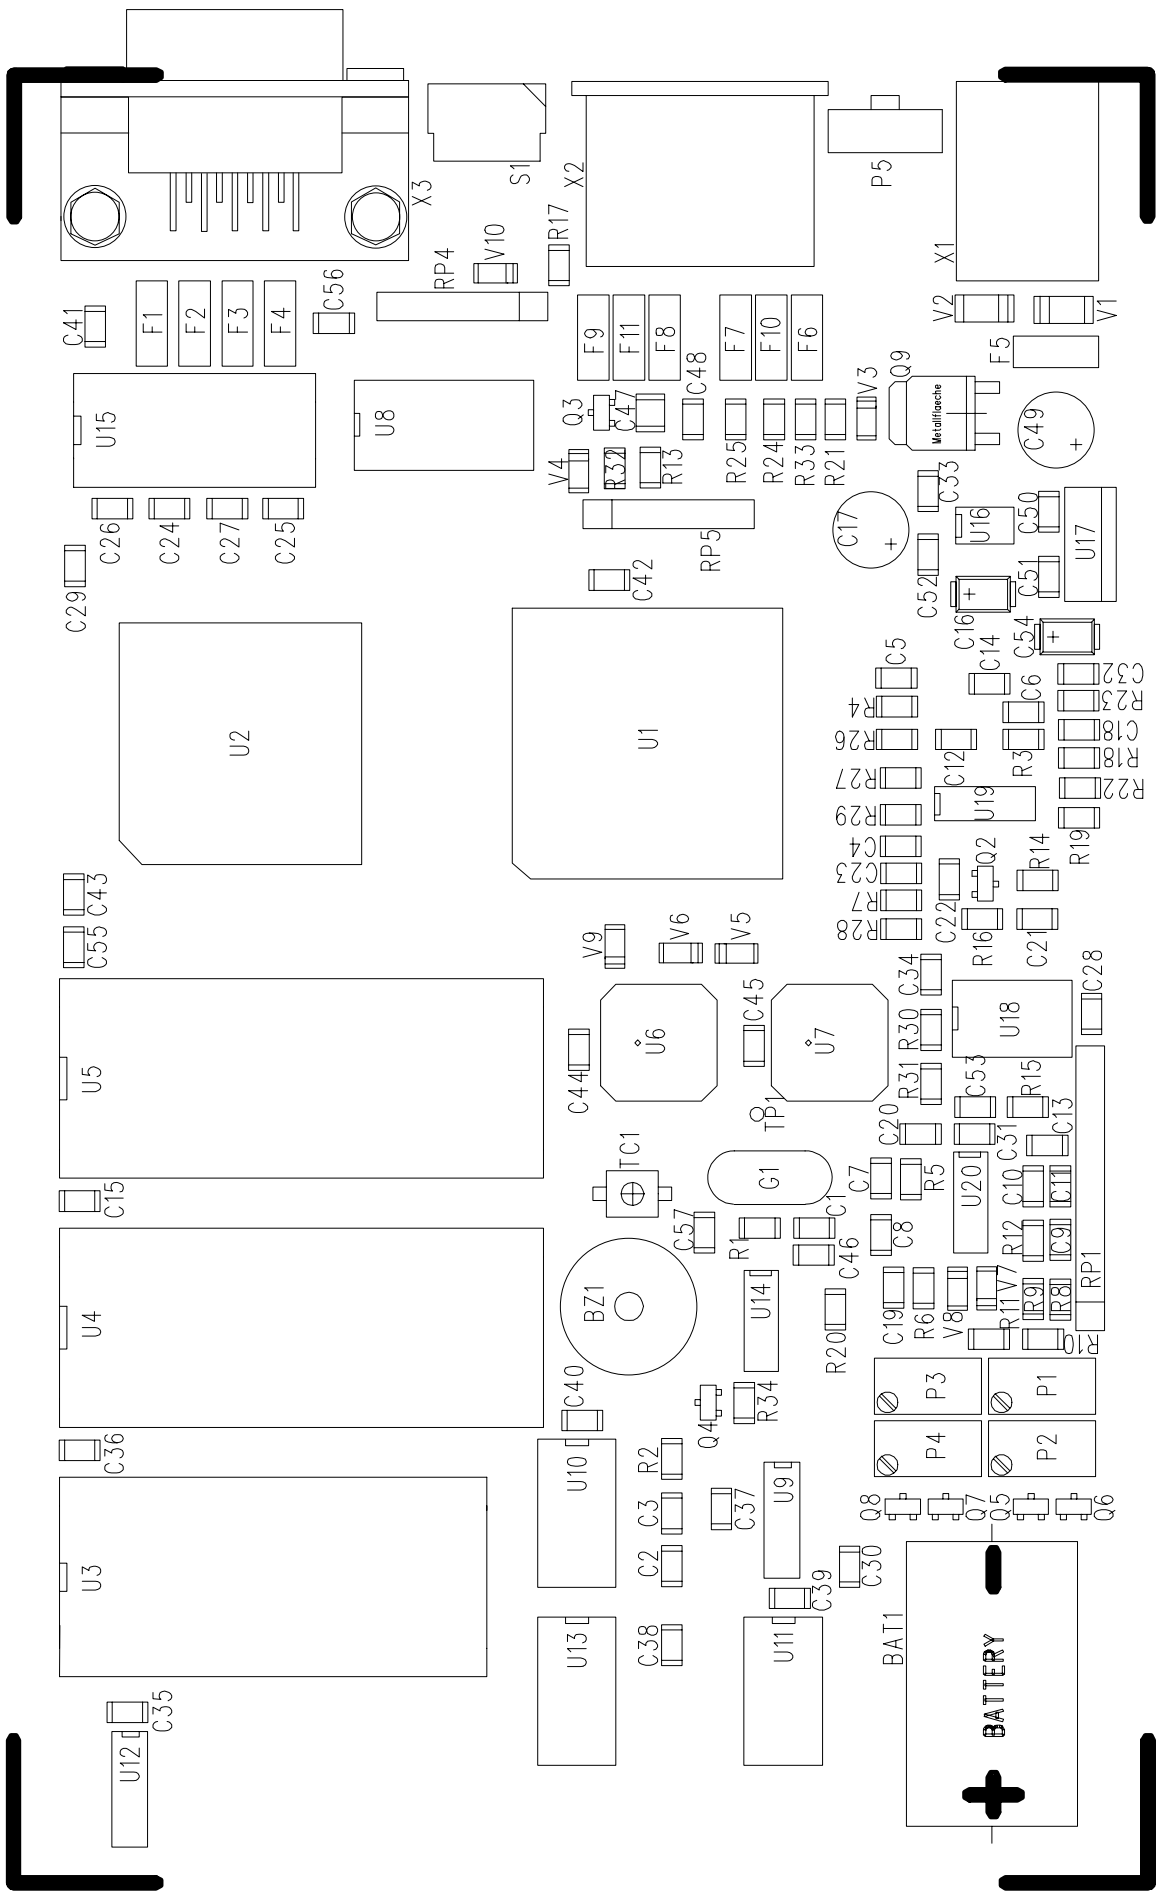 X3
S1
X2
P5
X1
C41
F1
F2
F3
F4
C56
RP4
V10
R17
F9
F11
F8
F7
F10
F6
V2
V1
F5
U15
U8
Q3
C47
C48
V4
R32
R13
R25
R24
R33
R21
V3
Q9
Metallflaeche
C49
+
C26
C24
C27
C25
C29
RP5
C42
C17
+
C33
C52
U16
C50
C51
U17
C16
+
C54
+
U2
U1
C5
R4
R26
R27
R29
C4
C23
R7
R28
C14
C6
C12
R3
U19
C32
R23
C18
R18
R22
R19
C43
C55
C22
Q2
R14
R16
C21
V9
V6
V5
C34
R30
R31
U18
C28
U5
C44
U6
C45
U7
TP1
C20
C53
R15
C31
C13
C15
TC1
G1
C7
R5
U20
C10
C11
C57
R1
C1
C46
C8
R12
C9
RP1
U4
BZ1
U14
R20
C19
R6
V8
V7
R11
R9
R8
R10
C40
Q4
R34
P3
P1
P4
P2
C36
U10
R2
C3
C2
C37
U9
Q8
Q7
Q5
Q6
U3
C39
C30
U13
C38
U11
BAT1
BATTERY
C35
U12